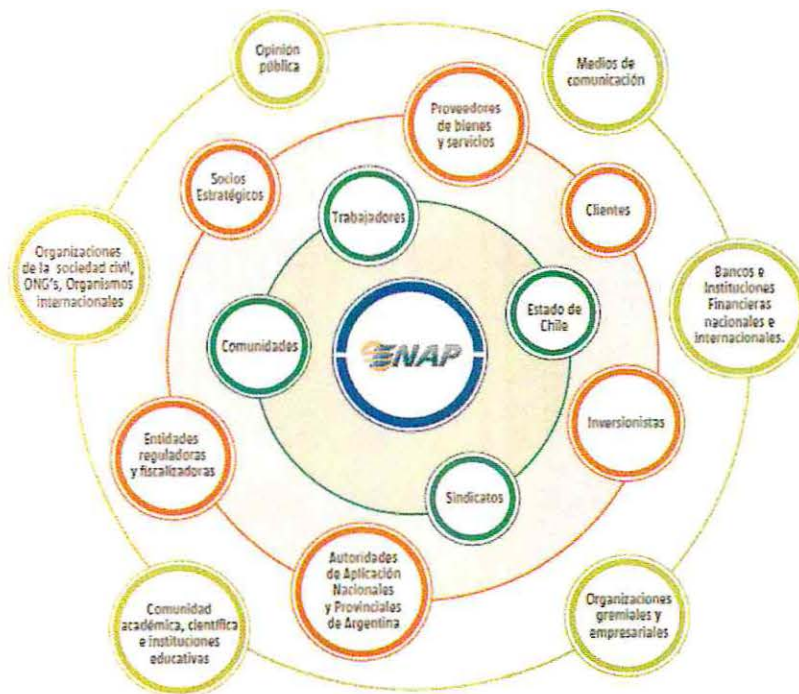 Opinión
pública
Medios de
comunicación
Proveedores
de bienes
y servicios
Socios
Estratégicos
Trabajadores
Clientes
Organizaciones
de la sociedad civil,
ONG's, Organismos
internacionales
Bancos e
Instituciones
Financieras
nacionales e
internacionales.
Estado de
Chile
Comunidades
ENAP
Inversionistas
Entidades
reguladoras
y fiscalizadoras
Sindicatos
Autoridades
de Aplicación
Nacionales
y Provinciales
de Argentina
Comunidad
académica, científica
e instituciones
educativas
Organizaciones
gremiales y
empresariales